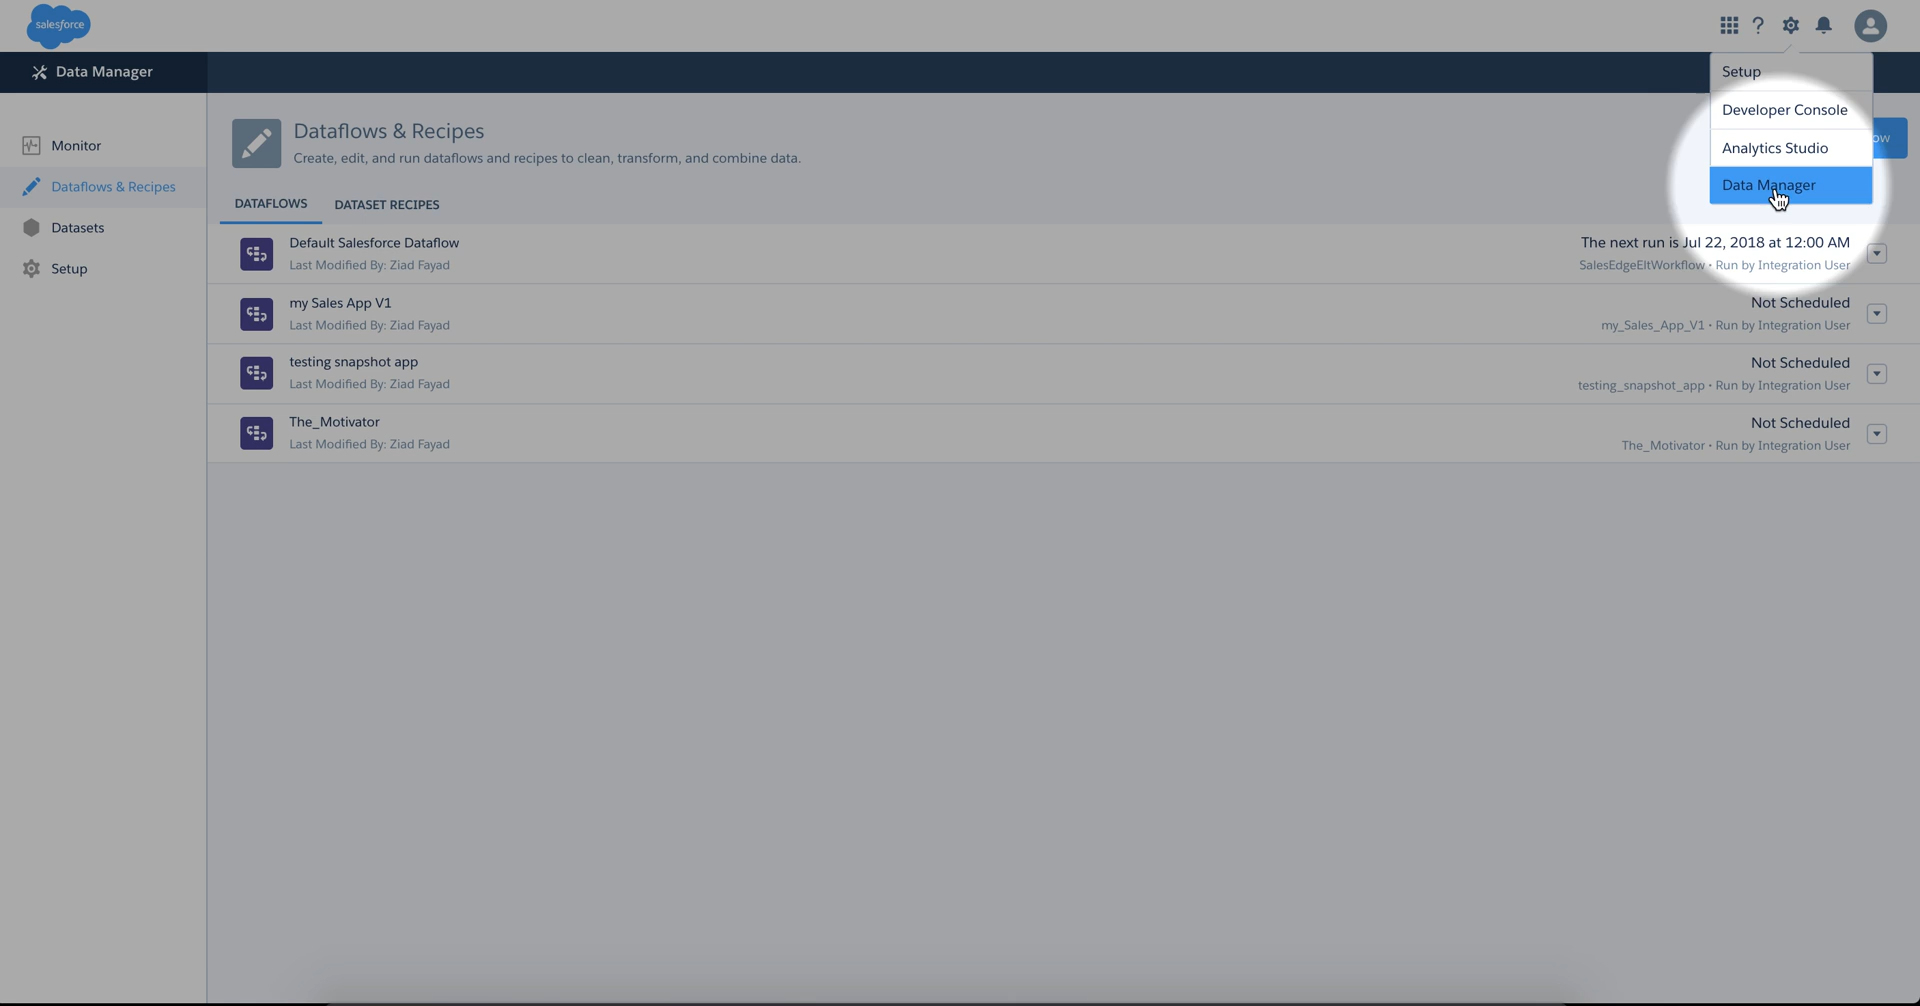 salesforce
?
Data Manager
Setup
Developer Console
Analytics Studio
Data Manager
Monitor
Dataflows & Recipes
Datasets
Setup
Dataflows & Recipes
Create, edit, and run dataflows and recipes to clean, transform, and combine data.
DATAFLOWS DATASET RECIPES
Default Salesforce Dataflow
Last Modified By: Ziad Fayad
The next run is Jul 22, 2018 at 12:00 AM
SalesEdgeEltWorkflow • Run by Integration User
my Sales App V1
Last Modified By: Ziad Fayad
Not Scheduled
my_Sales_App_V1 • Run by Integration User
testing snapshot app
Last Modified By: Ziad Fayad
Not Scheduled
testing_snapshot_app • Run by Integration User
The_Motivator
Last Modified By: Ziad Fayad
Not Scheduled
The_Motivator • Run by Integration User